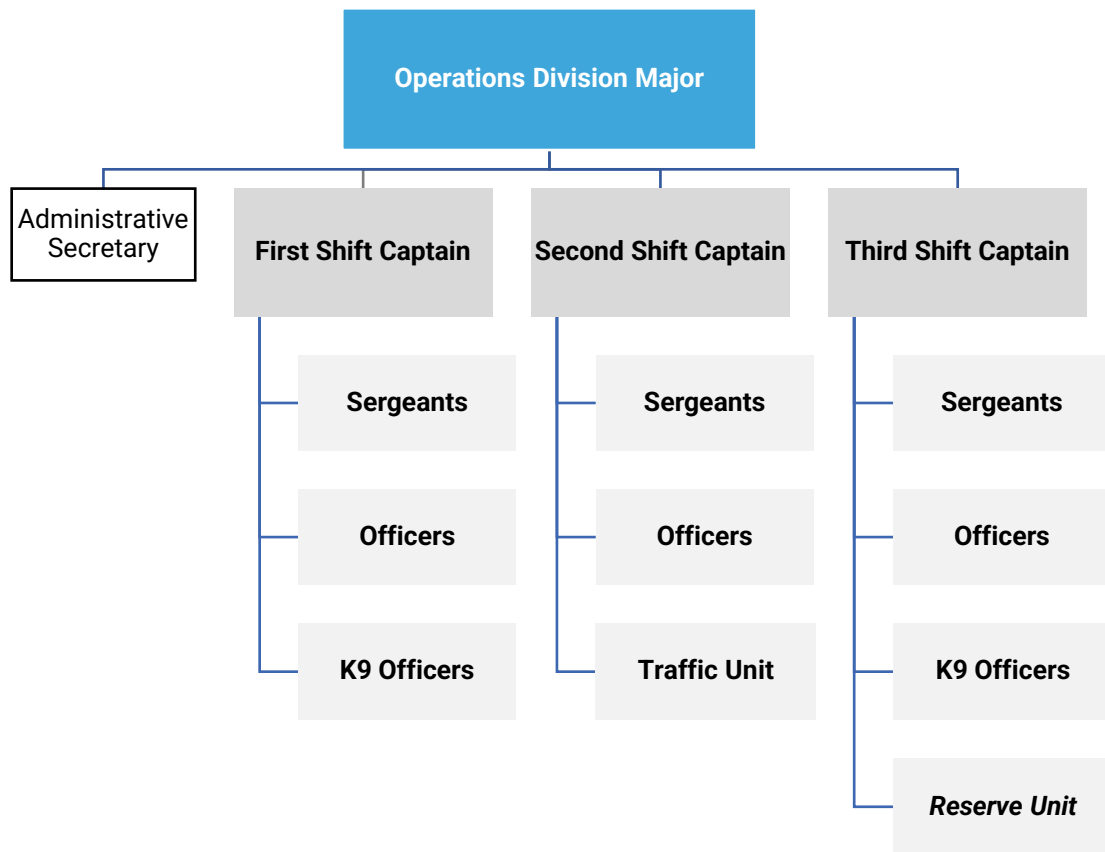 Operations Division Major
Administrative
Secretary
First Shift Captain
Second Shift Captain
Third Shift Captain
Sergeants
Sergeants
Sergeants
Officers
Officers
Officers
K9 Officers
Traffic Unit
K9 Officers
Reserve Unit